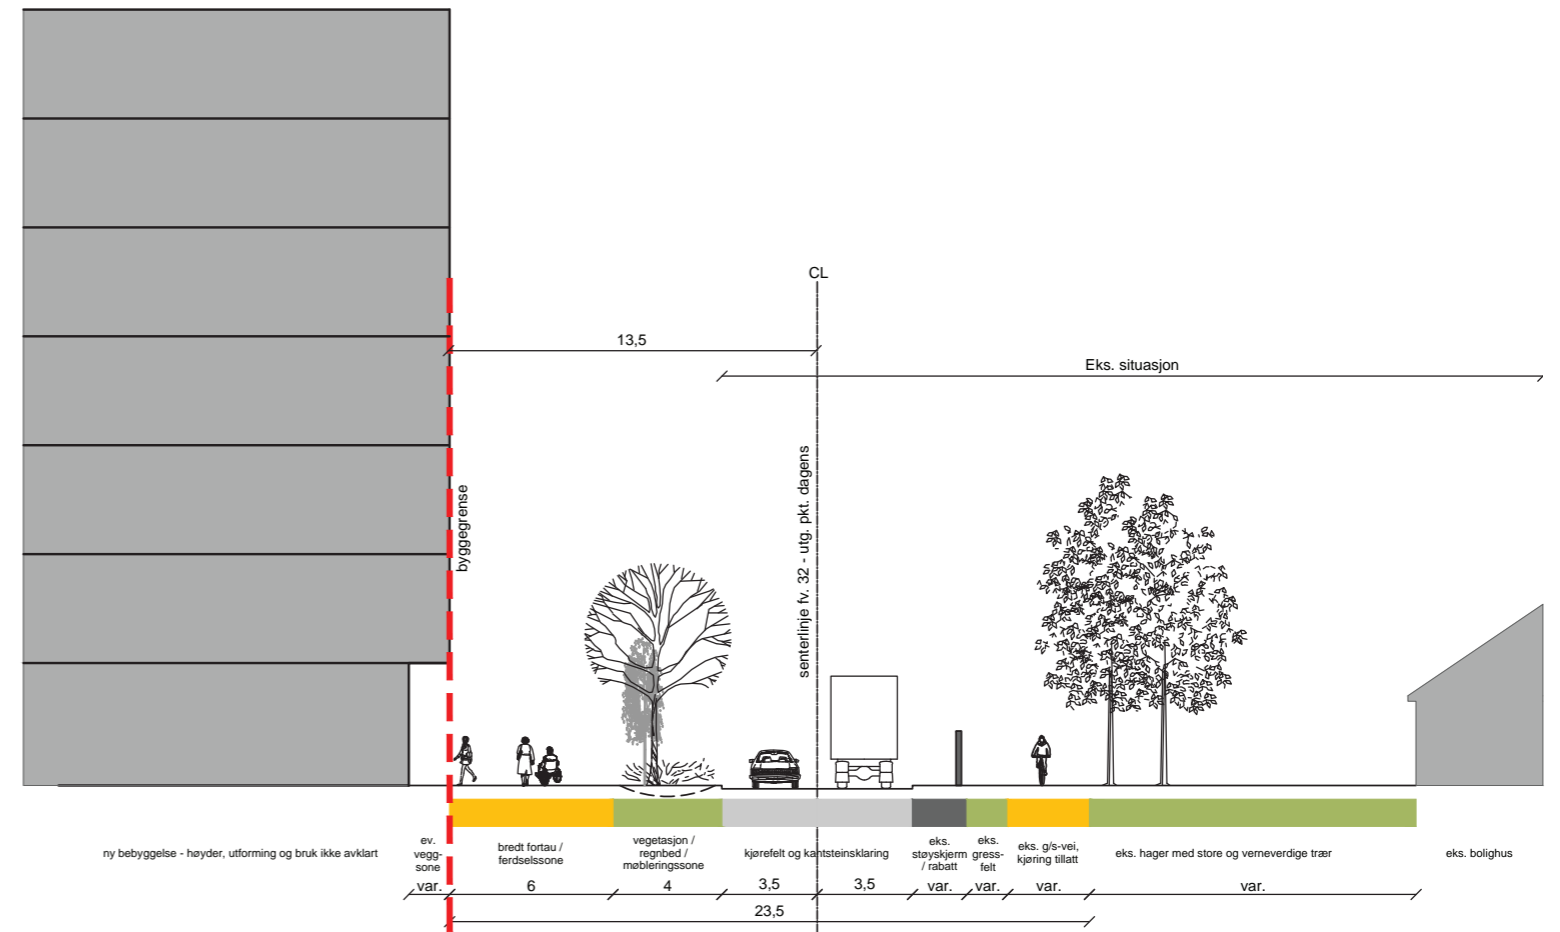 CL
13,5
Eks. situasjon
byggegrense
senterlinje fv. 32 - utg. pkt. dagens
ny bebyggelse - høyder, utforming og bruk ikke avklart
ev.
vegg-
sone
bredt fortau /
ferdselssone
vegetasjon /
regnbed /
møbleringssone
kjørefelt og kantsteinsklaring
eks.
støyskjerm
/ rabatt
eks.
gress-
felt
eks. g/s-vei,
kjøring tillatt
eks. hager med store og verneverdige trær
eks. bolighus
var.
6
4
3,5
3,5
var.
var.
var.
var.
23,5